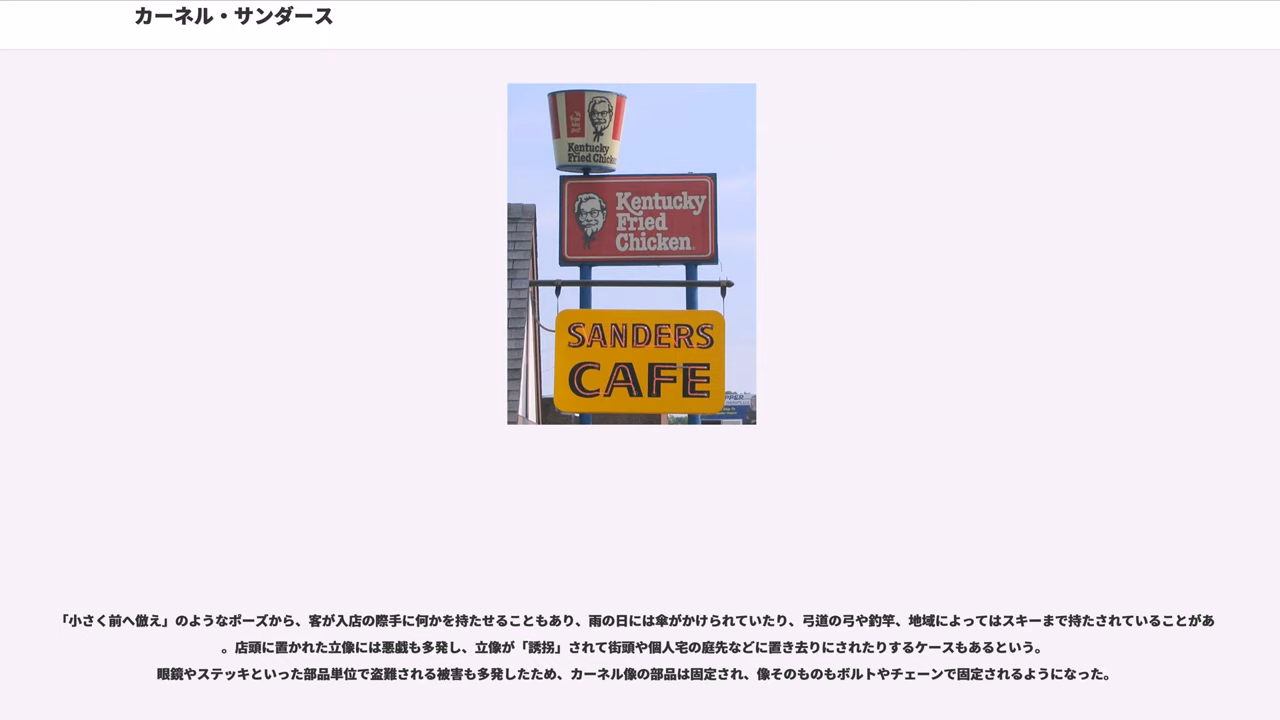 カーネル・サンダース
Kentucky
Fried Chicken
Kentucky
Fried
Chicken
SANDERS
CAFE
「小さく前へ倣え」のようなポーズから、客が入店の際手に何かを持たせることもあり、雨の日には傘がかけられていたり、弓道の弓や釣竿、地域によってはスキーまで持たされていることがあ
。店頭に置かれた立像には悪戯も多発し、立像が「誘拐」されて街頭や個人宅の庭先などに置き去りにされたりするケースもあるという。
眼鏡やステッキといった部品単位で盗難される被害も多発したため、カーネル像の部品は固定され、像そのものもボルトやチェーンで固定されるようになった。